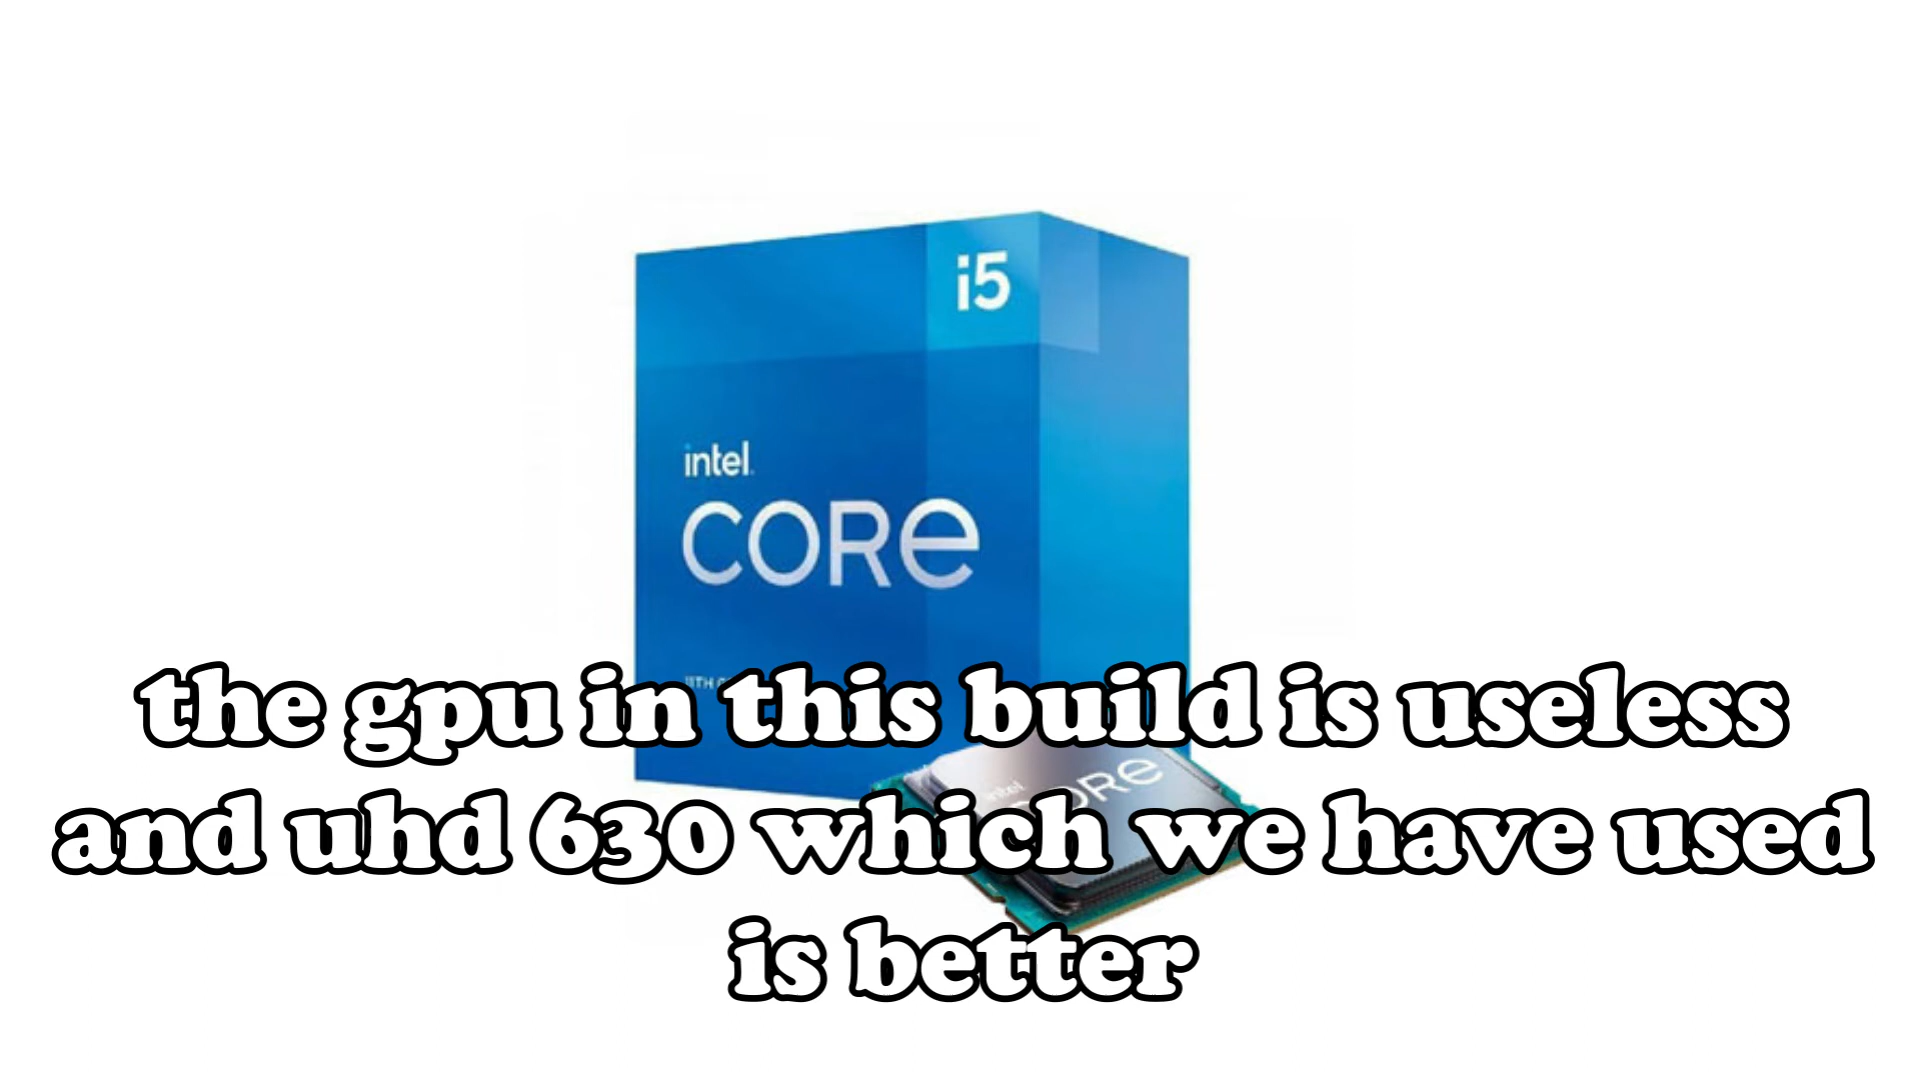 i5
intel
CORe
the gpu in this build is useless
intel
and uhd 630 which we have used
is better